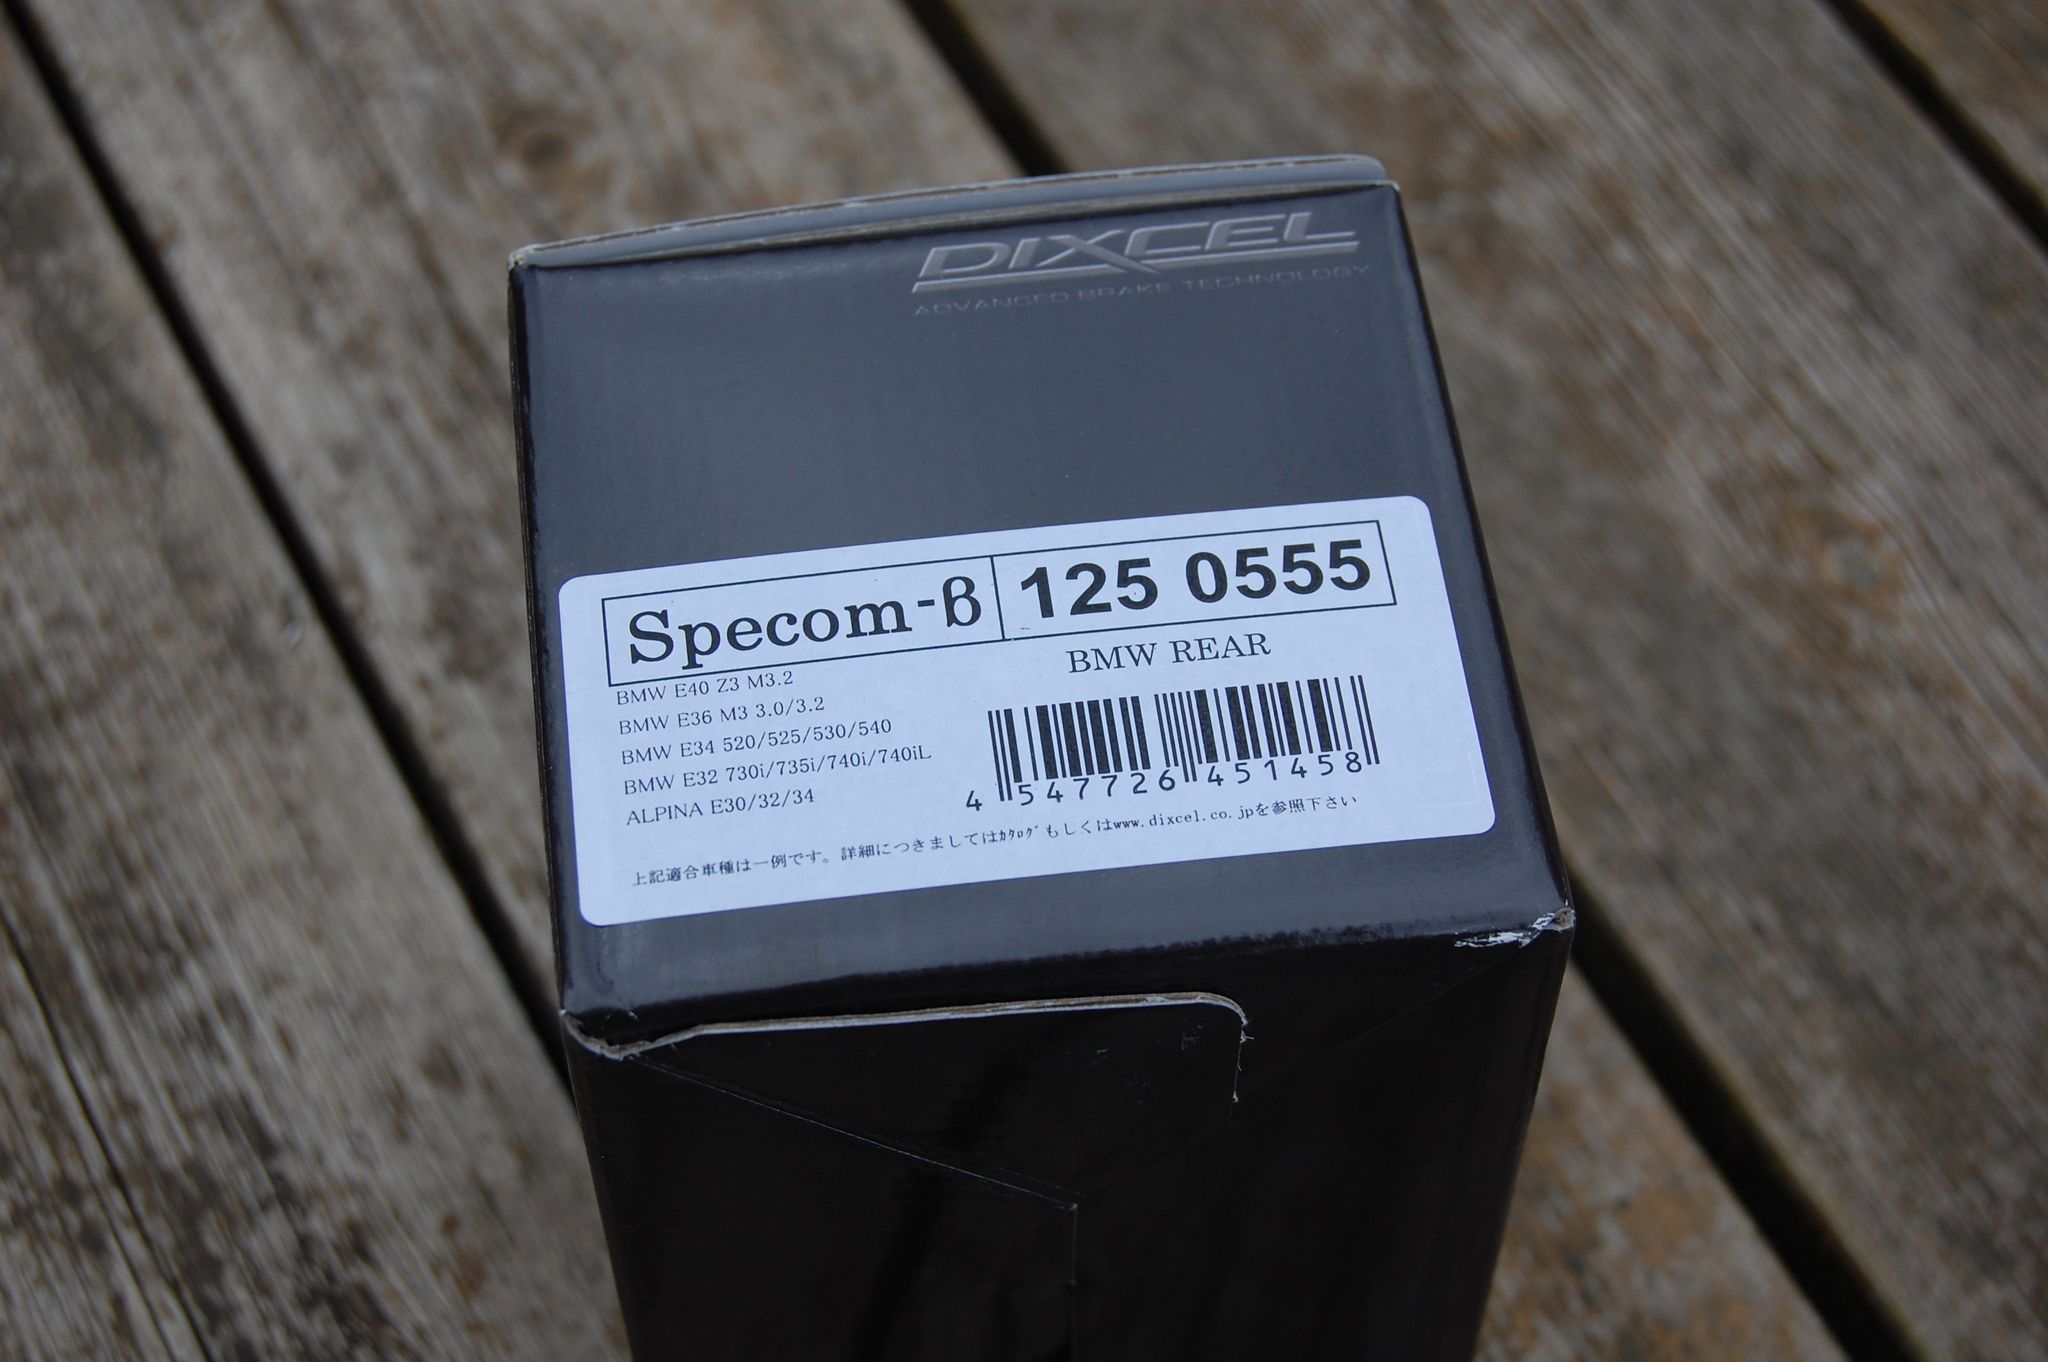 DIXCEL
ADVANCED BRAKE TECHNOLOGY
Specom-β 125 0555
BMW REAR
BMW E40 Z3 M3.2
BMW E36 M3 3.0/3.2
BMW E34 520/525/530/540
BMW E32 730i/735i/740i/740iL
ALPINA E30/32/34
4 547726 451458
上記適合車種は一例です。詳細につきましてはｶﾀﾛｸﾞもしくはwww.dixcel.co.jpを参照下さい